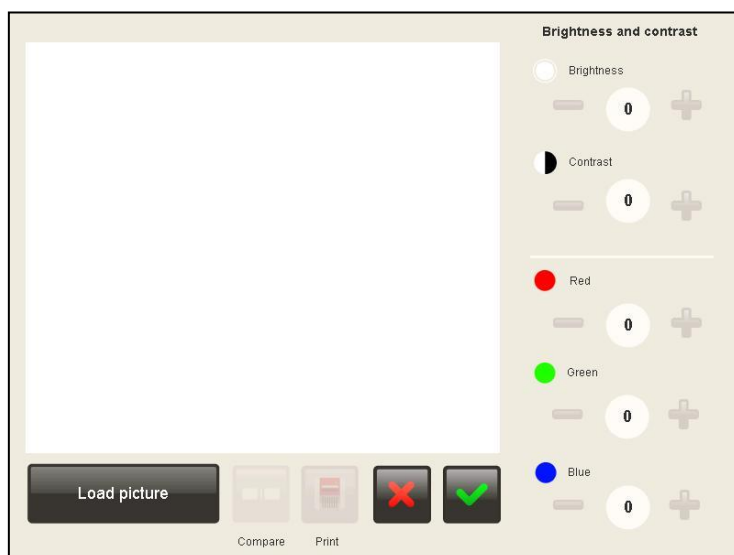 Brightness and contrast
Brightness
0
Contrast
0
Red
0
Green
0
Blue
0
Load picture
Compare
Print